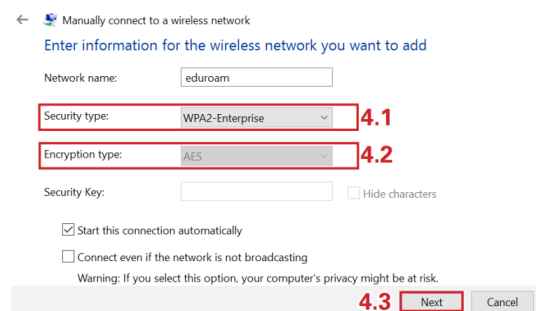 Manually connect to a wireless network
Enter information for the wireless network you want to add
Network name: eduroam
Security type: WPA2-Enterprise 4.1
Encryption type: AES 4.2
Security Key: Hide characters
Start this connection automatically
Connect even if the network is not broadcasting
Warning: If you select this option, your computer's privacy might be at risk.
4.3 Next Cancel